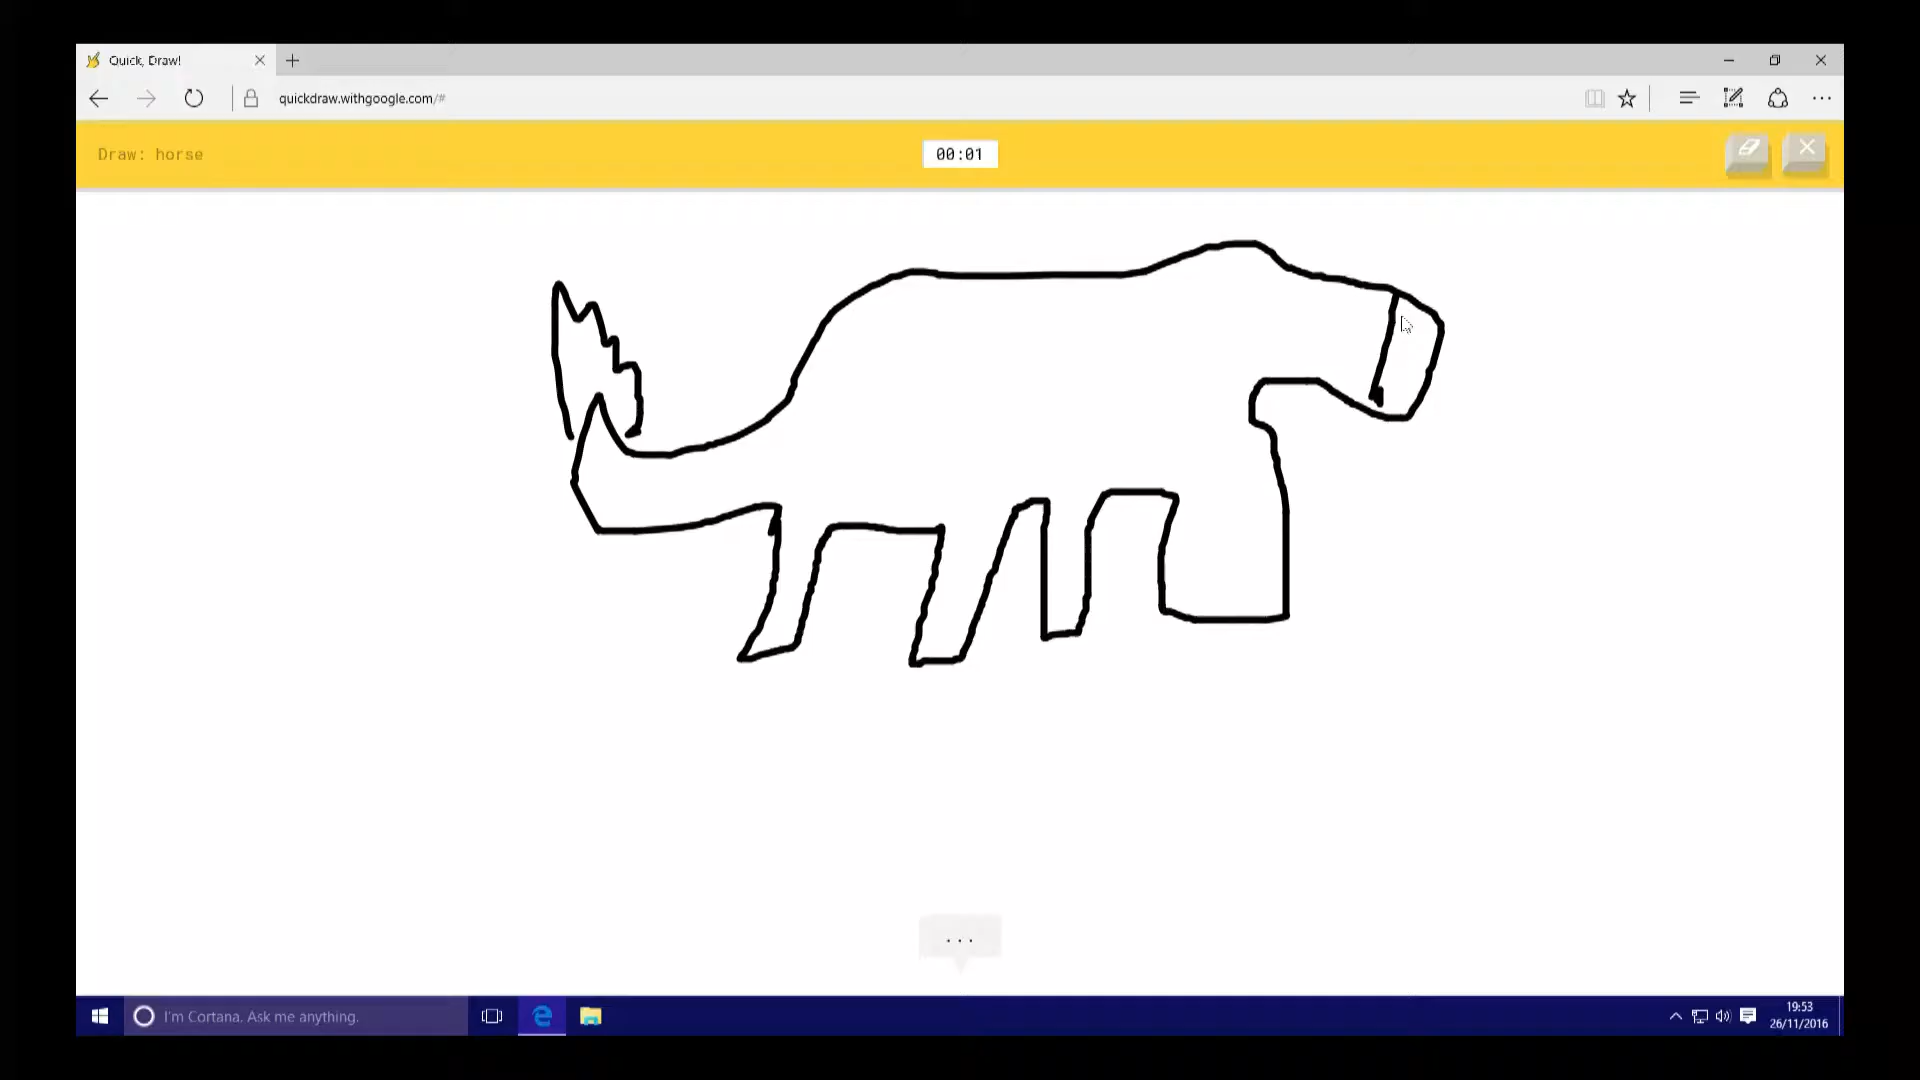 Quick, Draw!
quickdraw.withgoogle.com/#
Draw: horse
00:01
...
I'm Cortana. Ask me anything.
19:53
26/11/2016